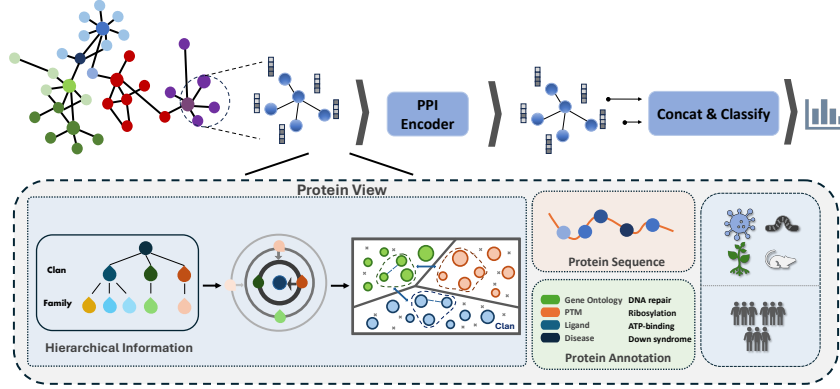 PPI
Encoder
Concat & Classify
Protein View
Clan
Family
Hierarchical Information
Clan
Protein Sequence
Gene Ontology DNA repair
PTM Ribosylation
Ligand ATP-binding
Disease Down syndrome
Protein Annotation